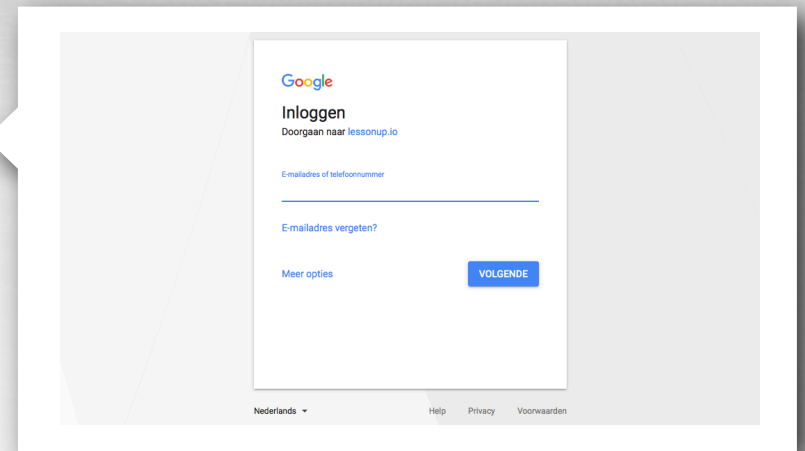 Google
Inloggen
Doorgaan naar lessonup.io
E-mailadres of telefoonnummer
E-mailadres vergeten?
Meer opties VOLGENDE
Nederlands Help Privacy Voorwaarden